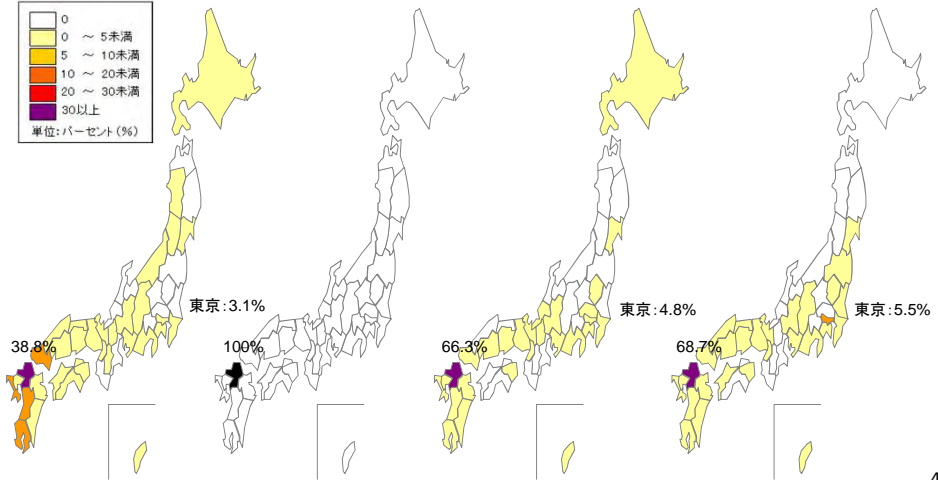 0
0 ～ 5未満
5 ～ 10未満
10 ～ 20未満
20 ～ 30未満
30以上
単位:パーセント(%)
東京:3.1%
東京:4.8%
東京:5.5%
38.8%
100%
66.3%
68.7%
4